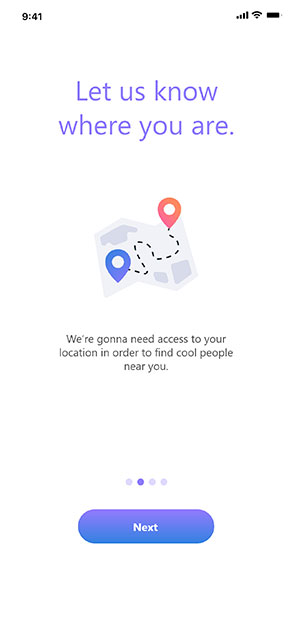 9:41
Let us know
where you are.
We're gonna need access to your
location in order to find cool people
near you.
Next